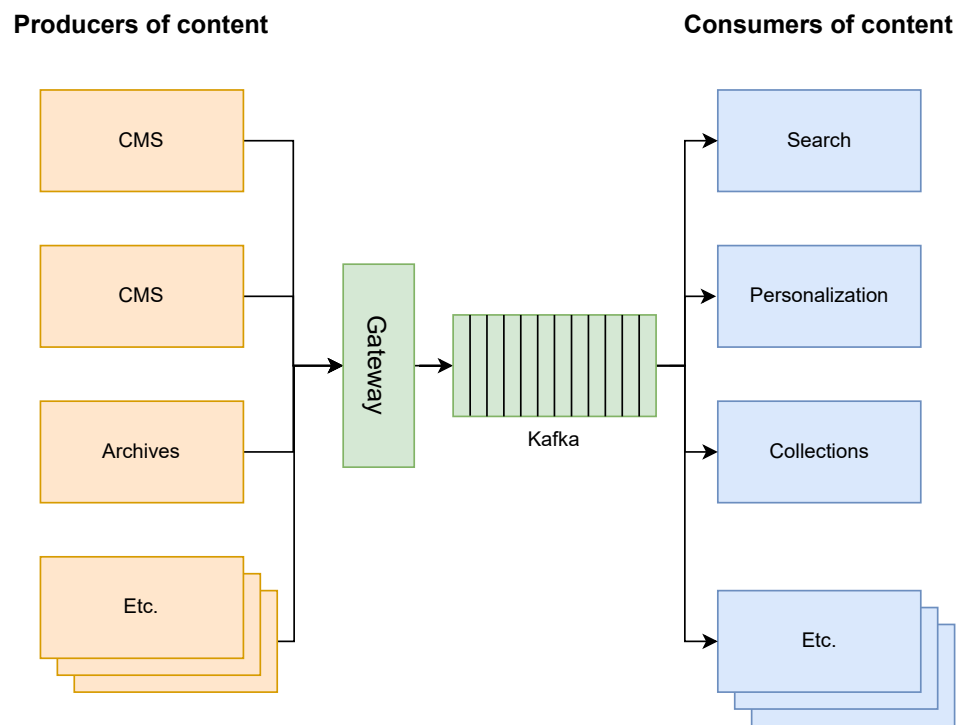 Producers of content
Consumers of content
CMS
CMS
Archives
Etc.
Gateway
Kafka
Search
Personalization
Collections
Etc.